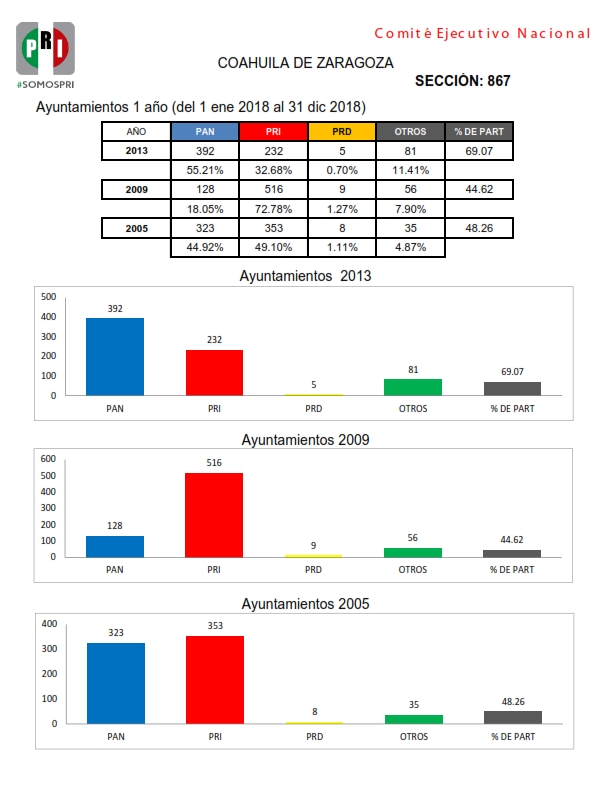 PRI
#SOMOSPRI
Comité Ejecutivo Nacional
COAHUILA DE ZARAGOZA
SECCIÓN: 867
Ayuntamientos 1 año (del 1 ene 2018 al 31 dic 2018)
AÑO PAN PRI PRD OTROS % DE PART
2013 392 232 5 81 69.07
55.21% 32.68% 0.70% 11.41%
2009 128 516 9 56 44.62
18.05% 72.78% 1.27% 7.90%
2005 323 353 8 35 48.26
44.92% 49.10% 1.11% 4.87%
Ayuntamientos 2013
500
400
300
200
100
0
392
232
5
81
69.07
PAN PRI PRD OTROS % DE PART
Ayuntamientos 2009
600
500
400
300
200
100
0
128
516
9
56
44.62
PAN PRI PRD OTROS % DE PART
Ayuntamientos 2005
400
300
200
100
0
323
353
8
35
48.26
PAN PRI PRD OTROS % DE PART